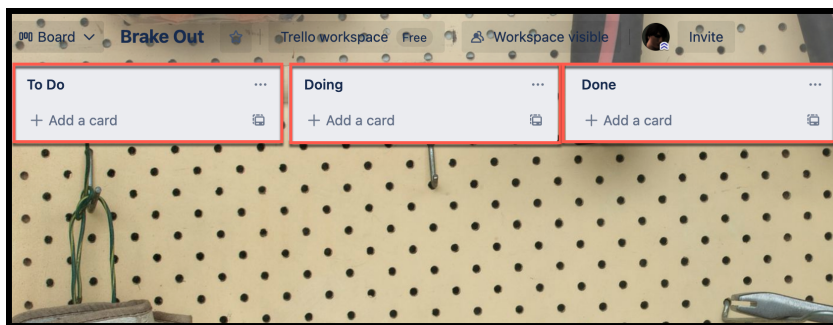 Board Brake Out Trello workspace Free Workspace visible Invite
To Do Doing Done
+ Add a card + Add a card + Add a card